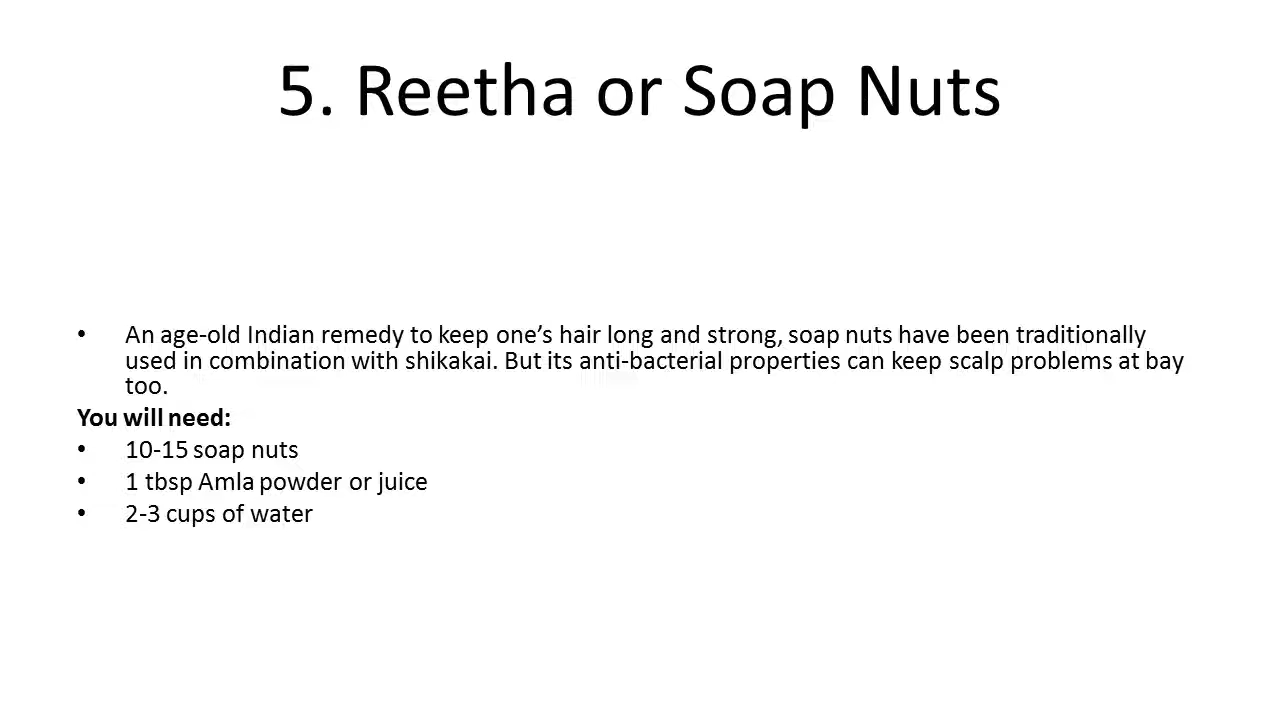 5. Reetha or Soap Nuts
• An age-old Indian remedy to keep one’s hair long and strong, soap nuts have been traditionally
used in combination with shikakai. But its anti-bacterial properties can keep scalp problems at bay
too.
You will need:
• 10-15 soap nuts
• 1 tbsp Amla powder or juice
• 2-3 cups of water